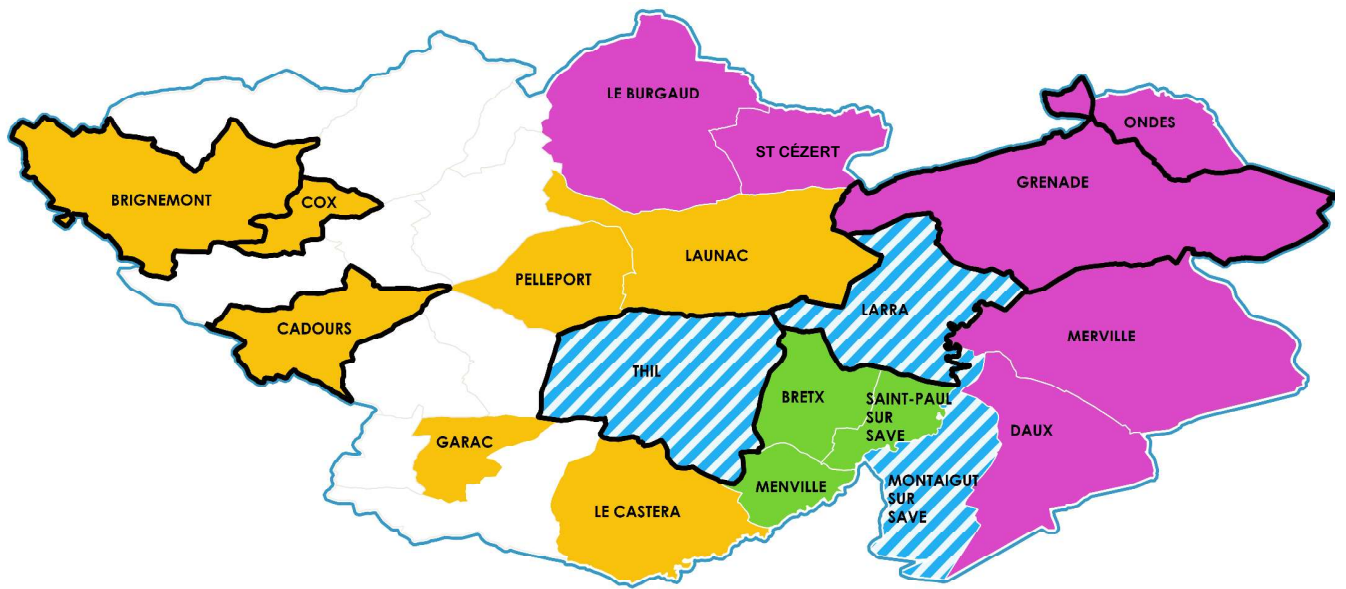 LE BURGAUD
ONDES
ST CÉZERT
GRENADE
BRIGNEMONT
COX
LAUNAC
PELLEPORT
LARRA
CADOURS
MERVILLE
THIL
BRETX
SAINT-PAUL
SUR
SAVE
DAUX
GARAC
MENVILLE
MONTAIGUT
SUR
SAVE
LE CASTERA